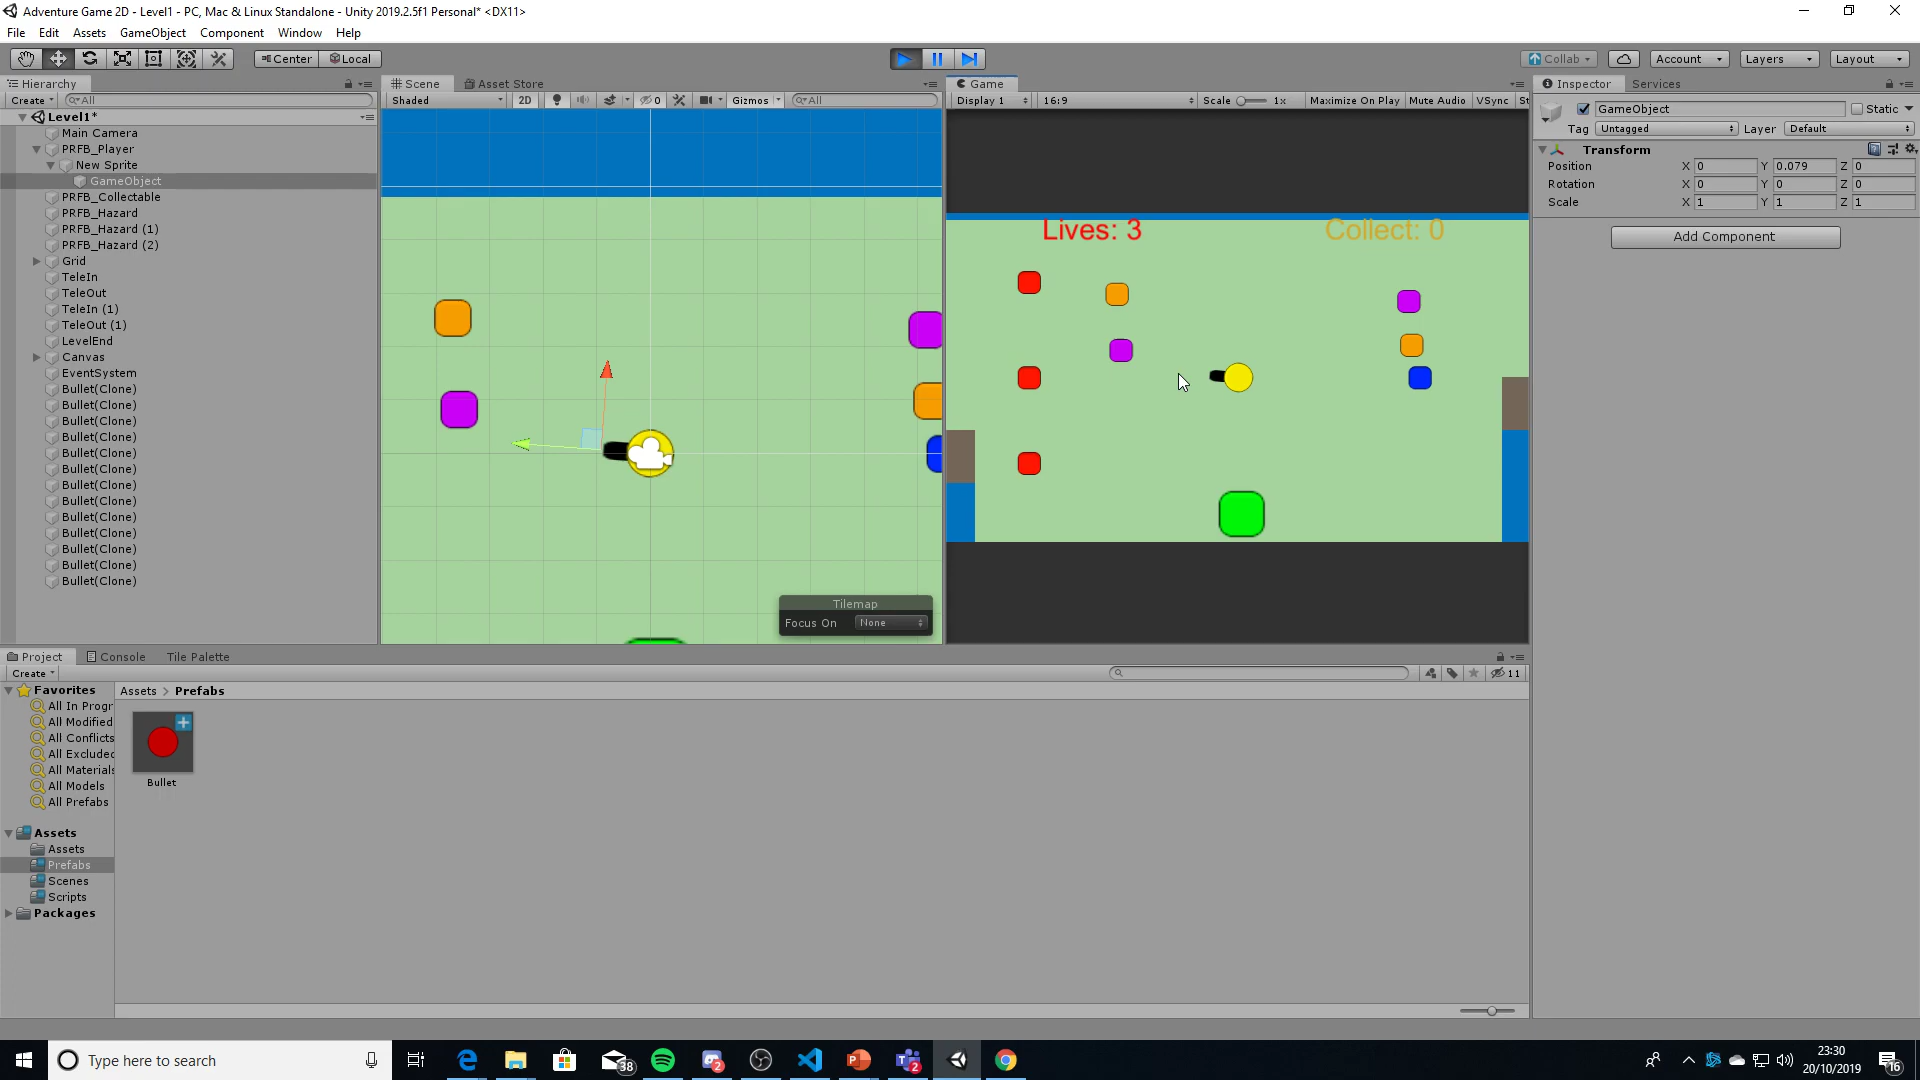 Adventure Game 2D - Level1 - PC, Mac & Linux Standalone - Unity 2019.2.5f1 Personal* <DX11>
File Edit Assets GameObject Component Window Help
Center Local Collab Account Layers Layout
Hierarchy
Create All
Level1*
Main Camera
PRFB_Player
New Sprite
GameObject
PRFB_Collectable
PRFB_Hazard
PRFB_Hazard (1)
PRFB_Hazard (2)
Grid
TeleIn
TeleOut
TeleIn (1)
TeleOut (1)
LevelEnd
Canvas
EventSystem
Bullet(Clone)
Bullet(Clone)
Bullet(Clone)
Bullet(Clone)
Bullet(Clone)
Bullet(Clone)
Bullet(Clone)
Bullet(Clone)
Bullet(Clone)
Bullet(Clone)
Bullet(Clone)
Bullet(Clone)
Bullet(Clone)
Scene Asset Store
Shaded 2D 0 Gizmos All
Tilemap
Focus On None
Game
Display 1 16:9 Scale 1x Maximize On Play Mute Audio VSync St
Lives: 3 Collect: 0
Inspector Services
GameObject Static
Tag Untagged Layer Default
Transform
Position X 0 Y 0.079 Z 0
Rotation X 0 Y 0 Z 0
Scale X 1 Y 1 Z 1
Add Component
Project Console Tile Palette
Create 11
Favorites
All In Progr
All Modified
All Conflicts
All Excluded
All Materials
All Models
All Prefabs
Assets
Assets
Prefabs
Scenes
Scripts
Packages
Assets > Prefabs
Bullet
Type here to search
38
2
2
23:30
20/10/2019
16